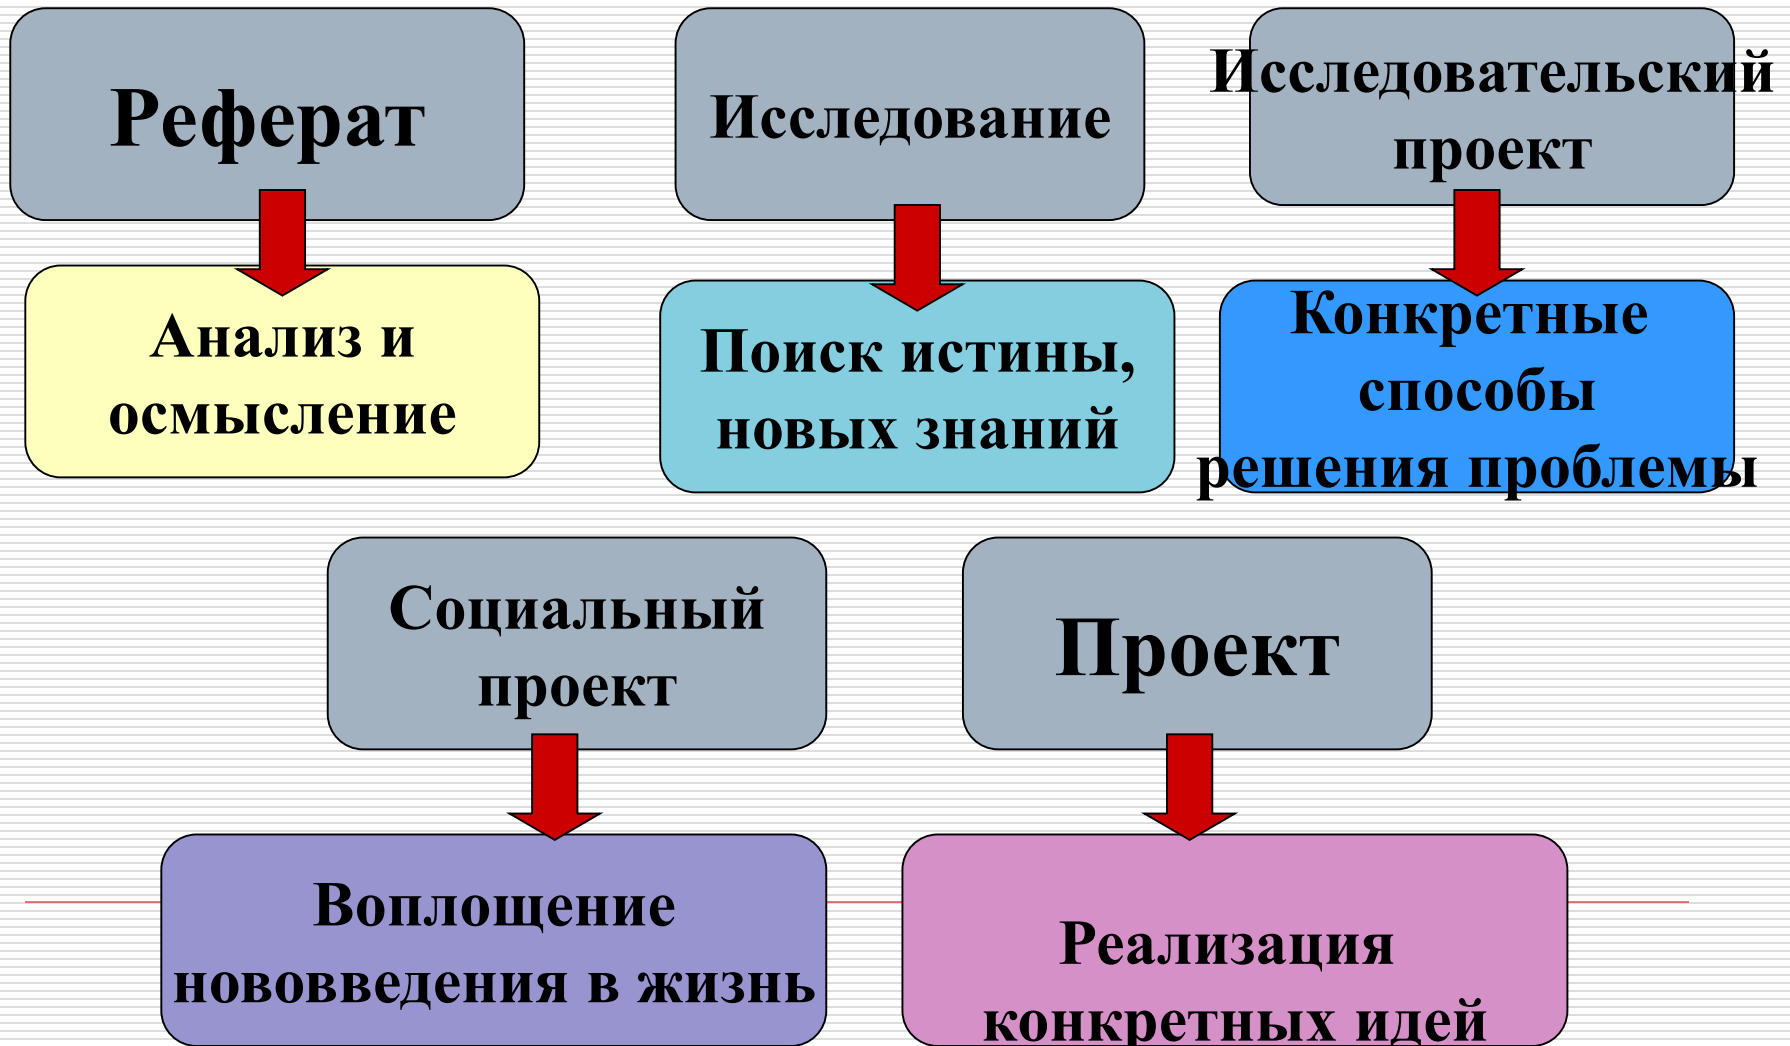 Реферат
Анализ и
осмысление
Исследование
Поиск истины,
новых знаний
Исследовательский
проект
Конкретные
способы
решения проблемы
Социальный
проект
Воплощение
нововведения в жизнь
Проект
Реализация
конкретных идей